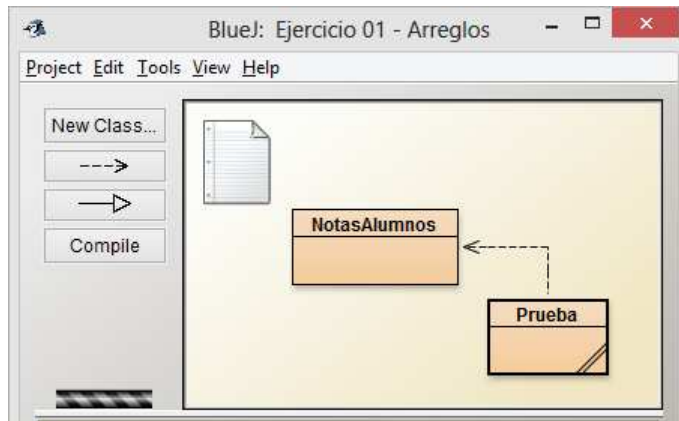 BlueJ: Ejercicio 01 - Arreglos
Project Edit Tools View Help
New Class...
Compile
NotasAlumnos
Prueba